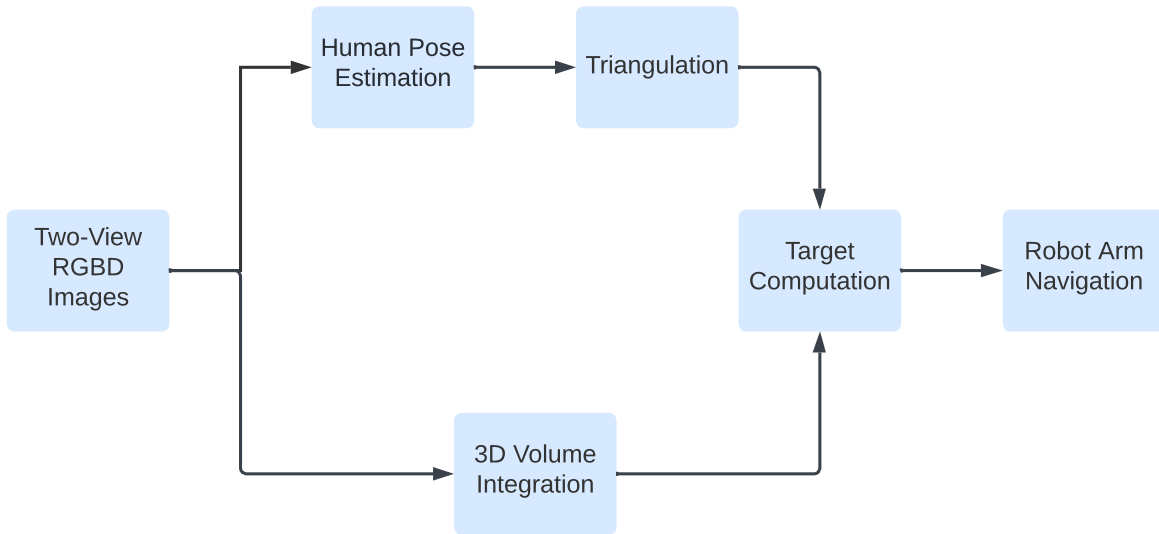 Human Pose
Estimation
Triangulation
Two-View
RGBD
Images
Target
Computation
Robot Arm
Navigation
3D Volume
Integration